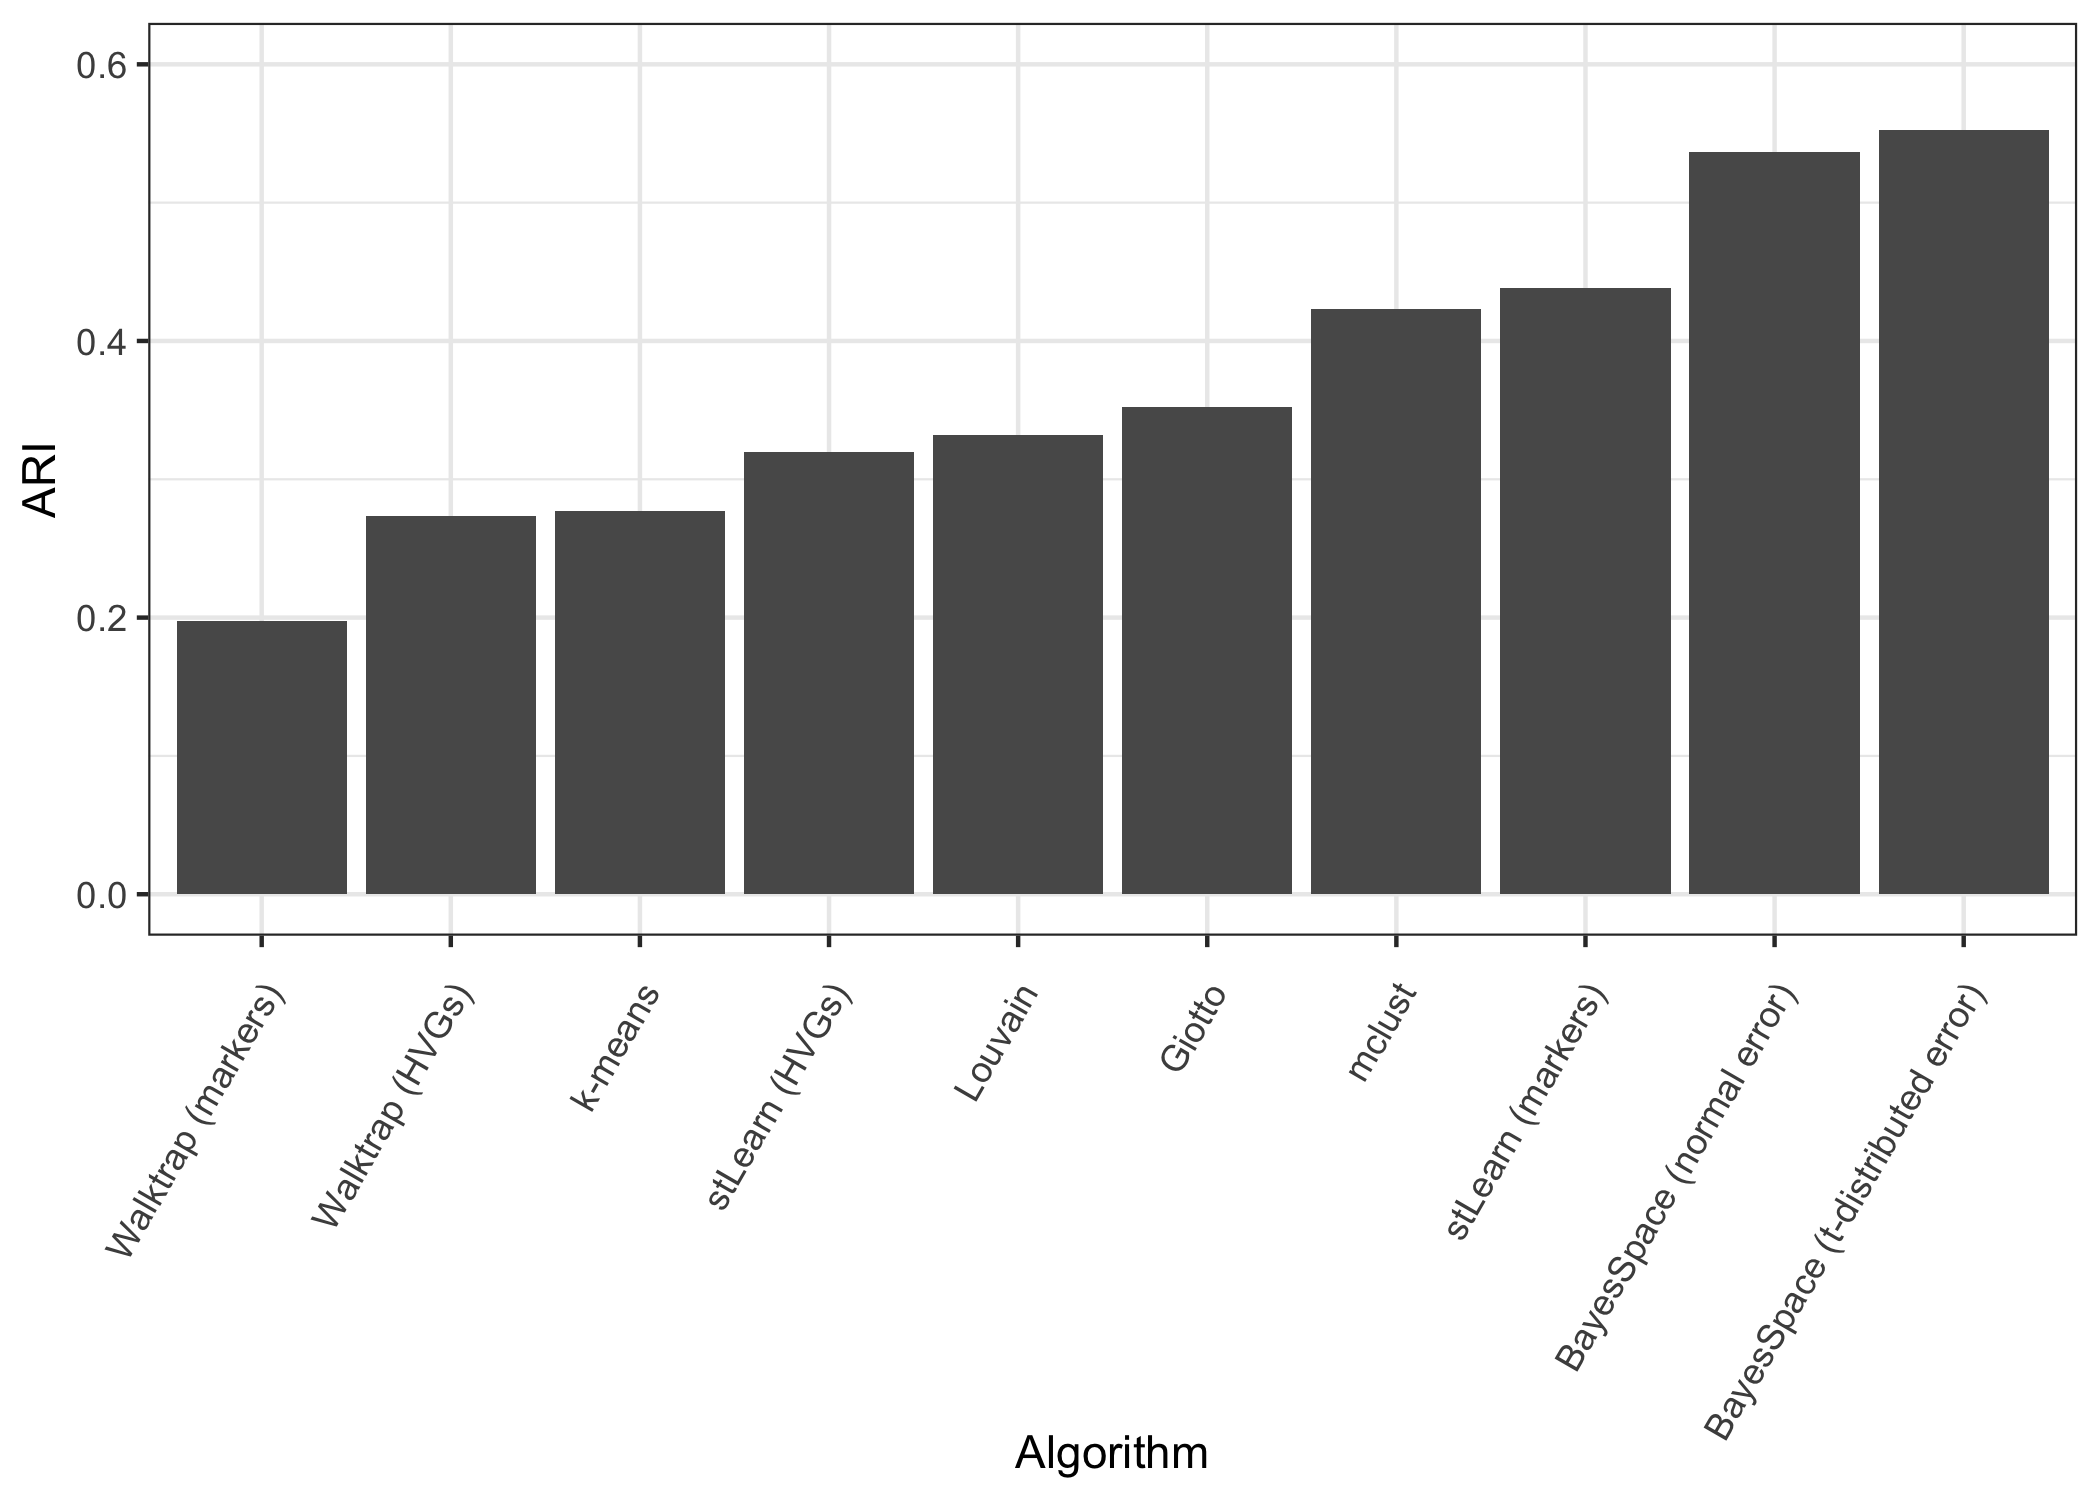 0.6
0.4
0.2
0.0
ARI
Walktrap (markers)
Walktrap (HVGs)
k-means
stLearn (HVGs)
Louvain
Giotto
mclust
stLearn (markers)
BayesSpace (normal error)
BayesSpace (t-distributed error)
Algorithm